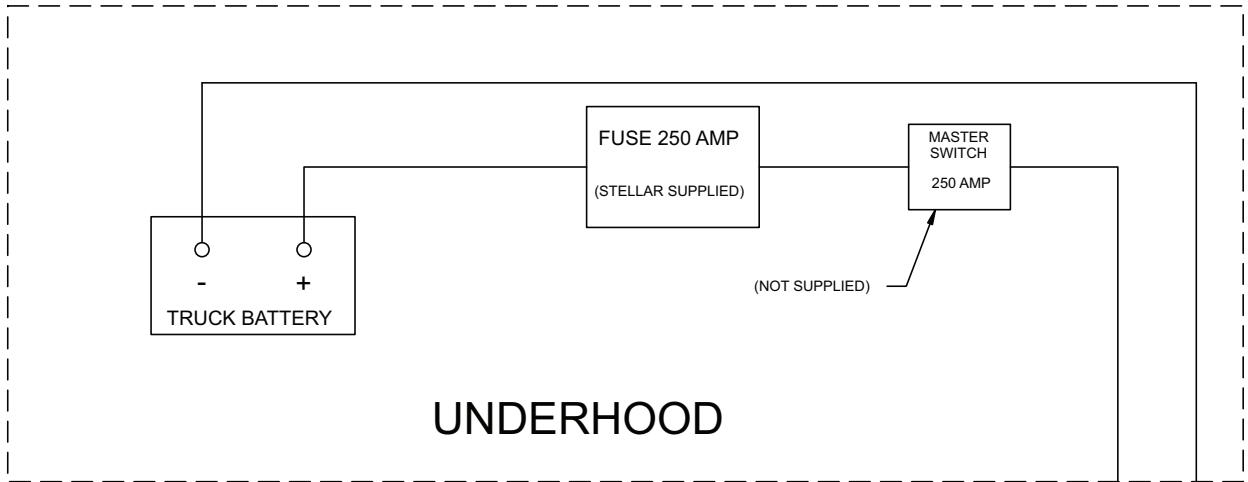 FUSE 250 AMP
(STELLAR SUPPLIED)
MASTER
SWITCH
250 AMP
(NOT SUPPLIED)
- +
TRUCK BATTERY
UNDERHOOD